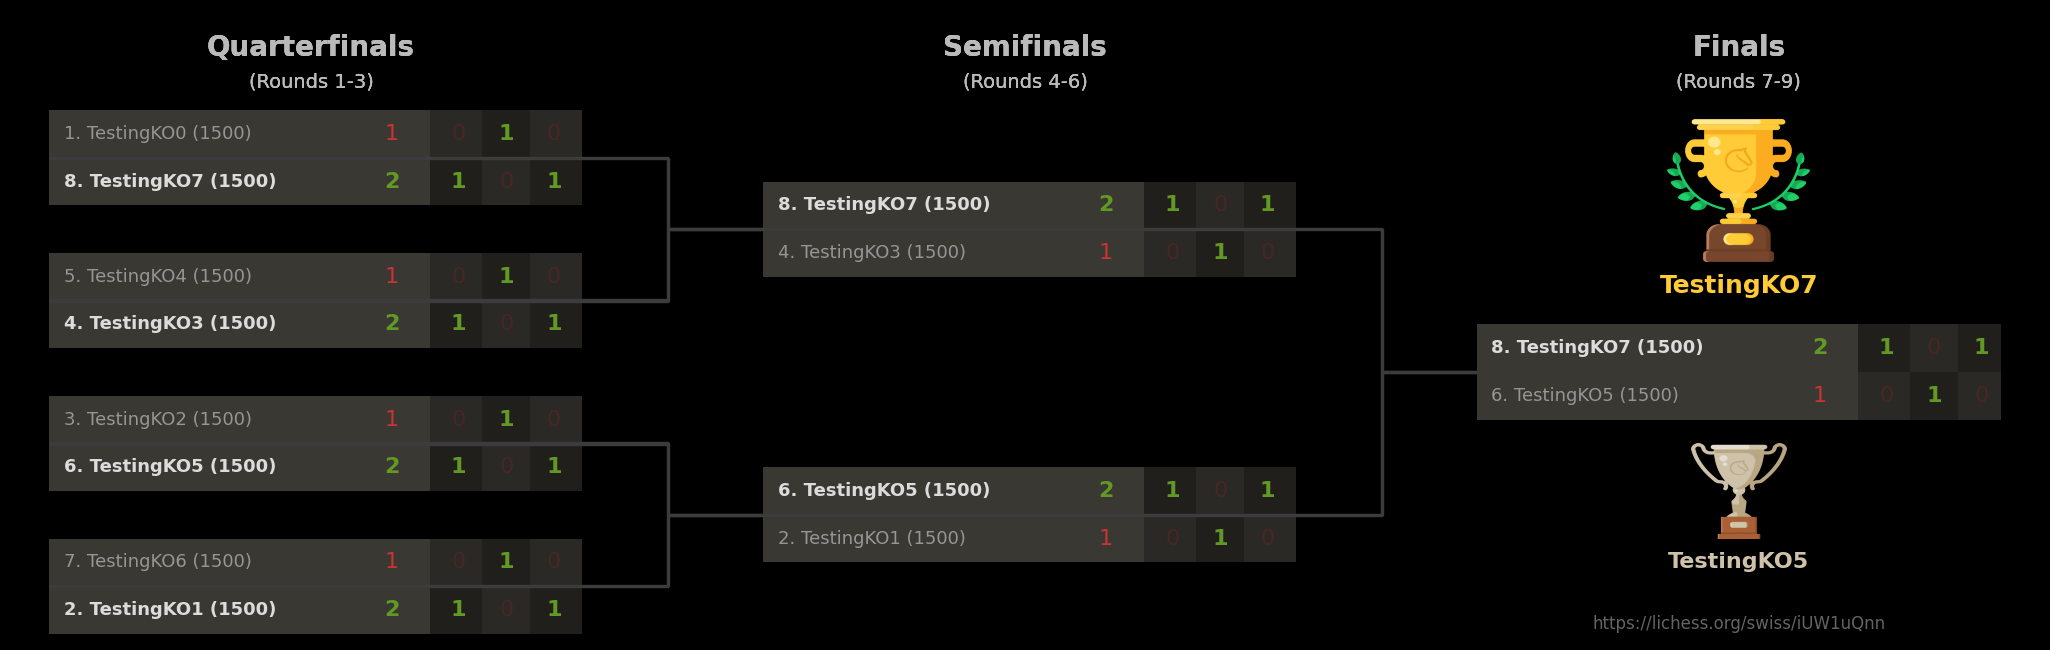 Quarterfinals
(Rounds 1-3)
1. TestingKO0 (1500) 1 0 1 0
8. TestingKO7 (1500) 2 1 0 1
5. TestingKO4 (1500) 1 0 1 0
4. TestingKO3 (1500) 2 1 0 1
3. TestingKO2 (1500) 1 0 1 0
6. TestingKO5 (1500) 2 1 0 1
7. TestingKO6 (1500) 1 0 1 0
2. TestingKO1 (1500) 2 1 0 1
Semifinals
(Rounds 4-6)
8. TestingKO7 (1500) 2 1 0 1
4. TestingKO3 (1500) 1 0 1 0
6. TestingKO5 (1500) 2 1 0 1
2. TestingKO1 (1500) 1 0 1 0
Finals
(Rounds 7-9)
TestingKO7
8. TestingKO7 (1500) 2 1 0 1
6. TestingKO5 (1500) 1 0 1 0
TestingKO5
https://lichess.org/swiss/iUW1uQnn